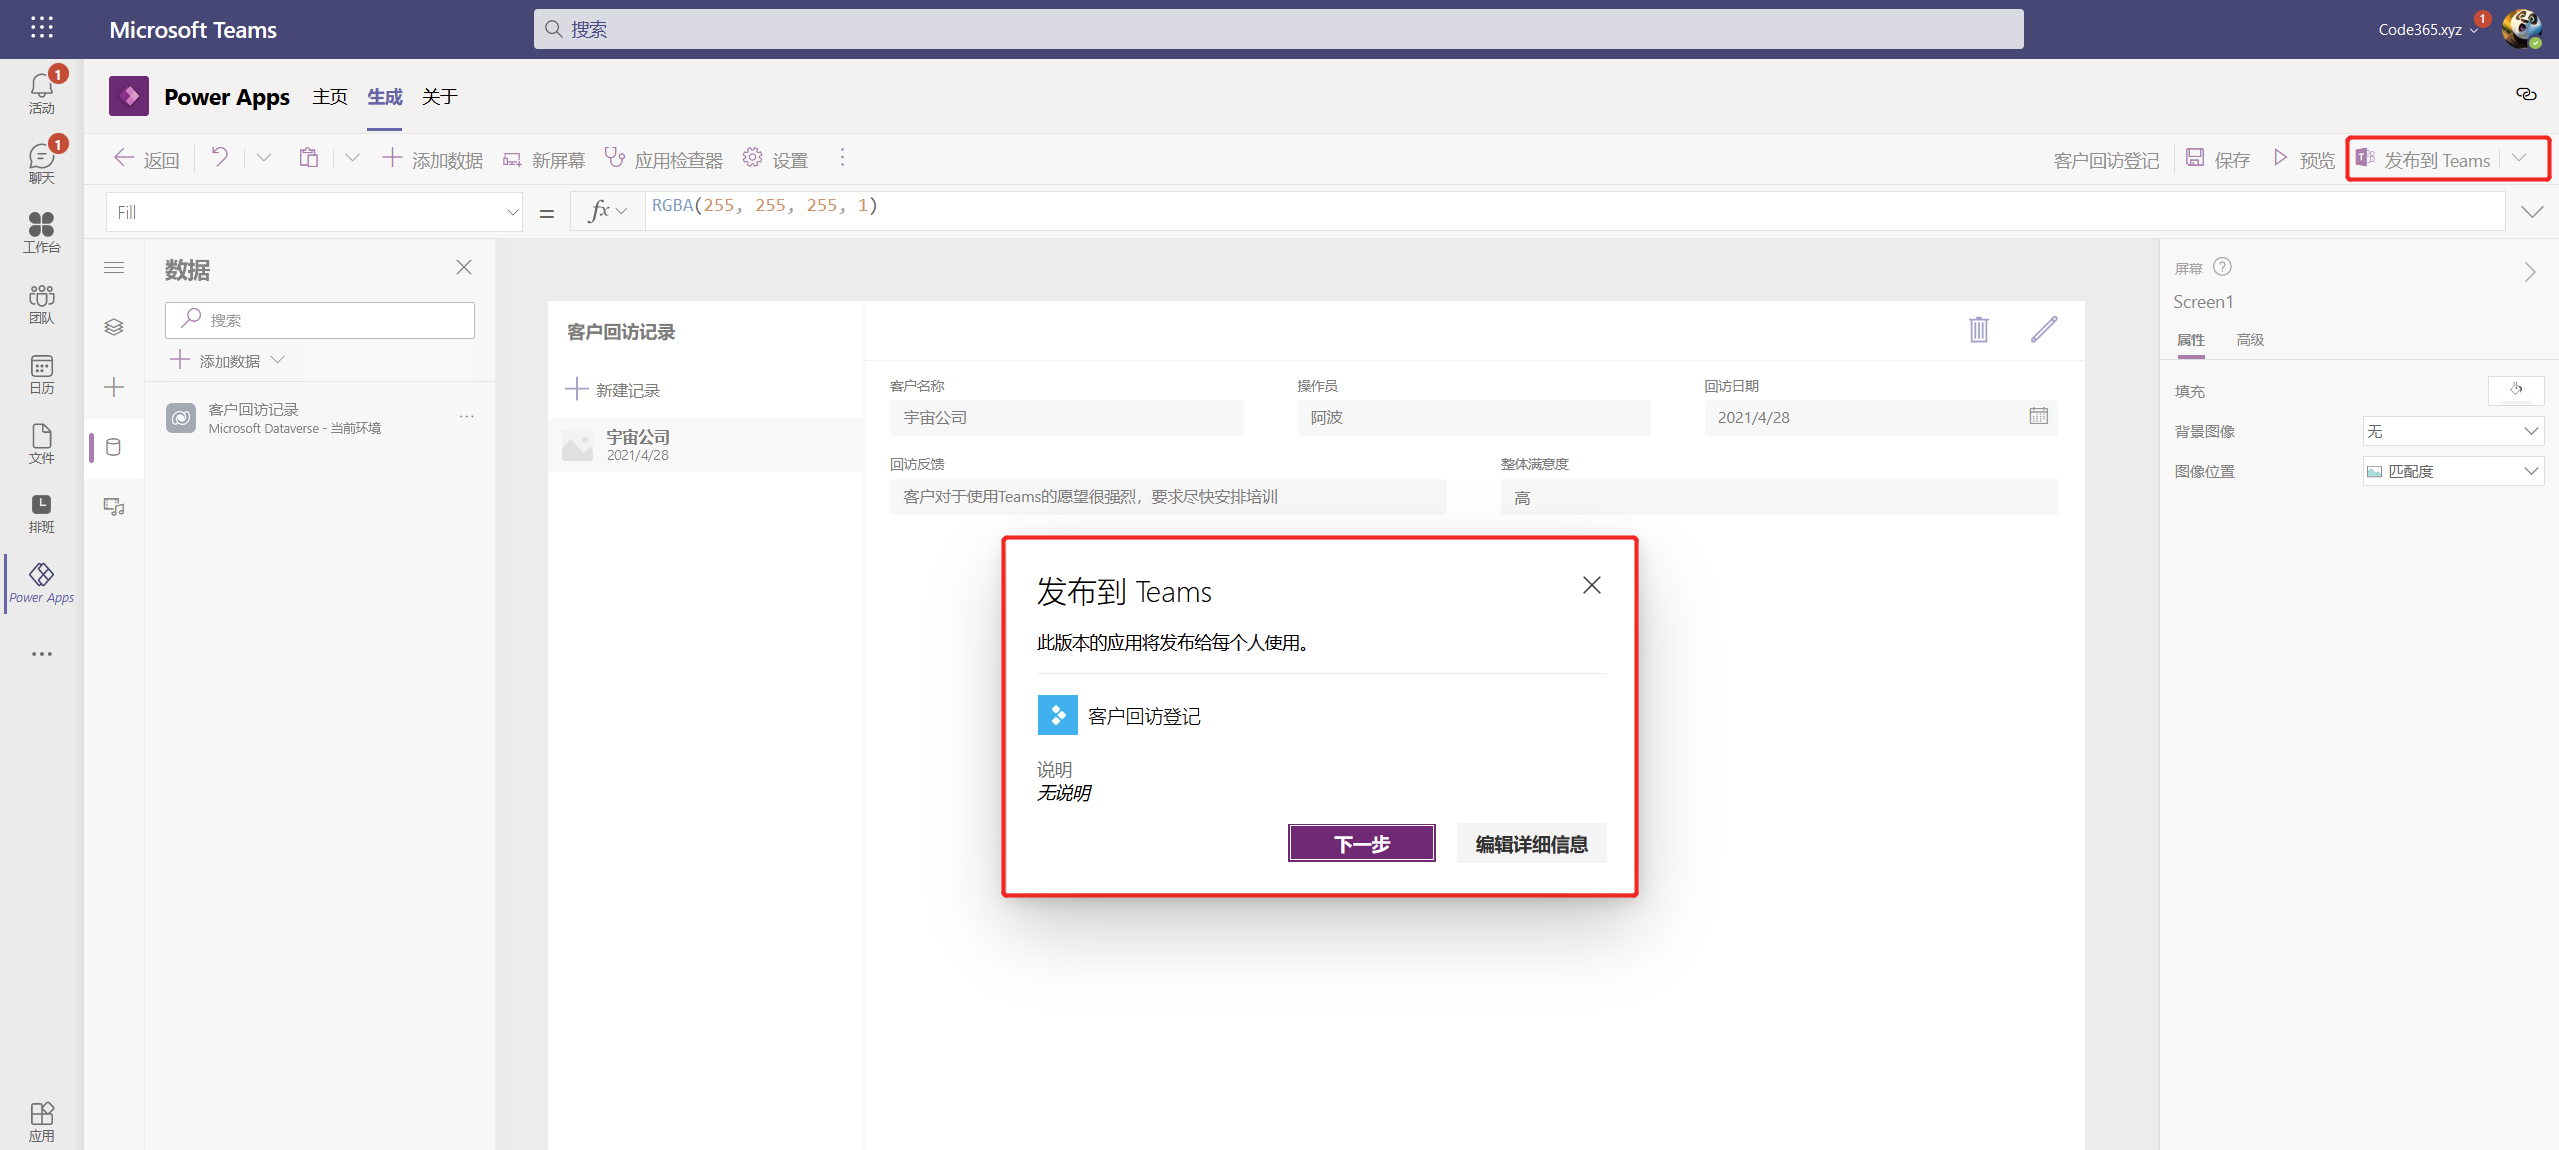 Microsoft Teams
搜索
Code365.xyz
1
1
活动
1
聊天
工作台
团队
日历
文件
排班
Power Apps
应用
Power Apps
主页
生成
关于
返回
添加数据
新屏幕
应用检查器
设置
客户回访登记
保存
预览
发布到 Teams
Fill
=
fx
RGBA(255, 255, 255, 1)
数据
搜索
添加数据
客户回访记录
Microsoft Dataverse - 当前环境
客户回访记录
新建记录
宇宙公司
2021/4/28
客户名称
操作员
回访日期
宇宙公司
阿波
2021/4/28
回访反馈
整体满意度
客户对于使用Teams的愿望很强烈，要求尽快安排培训
高
发布到 Teams
此版本的应用将发布给每个人使用。
客户回访登记
说明
无说明
下一步
编辑详细信息
屏幕
Screen1
属性
高级
填充
背景图像
无
图像位置
匹配度